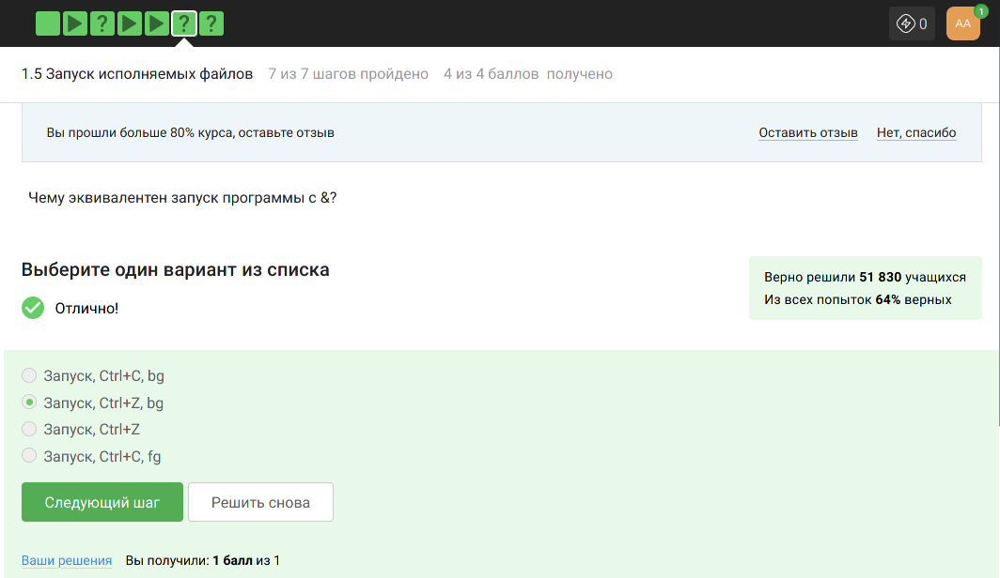 ?
?
?
0
AA
1
1.5 Запуск исполняемых файлов 7 из 7 шагов пройдено 4 из 4 баллов получено
Вы прошли больше 80% курса, оставьте отзыв Оставить отзыв Нет, спасибо
Чему эквивалентен запуск программы с &?
Выберите один вариант из списка
Отлично!
Верно решили 51 830 учащихся
Из всех попыток 64% верных
Запуск, Ctrl+C, bg
Запуск, Ctrl+Z, bg
Запуск, Ctrl+Z
Запуск, Ctrl+C, fg
Следующий шаг Решить снова
Ваши решения Вы получили: 1 балл из 1